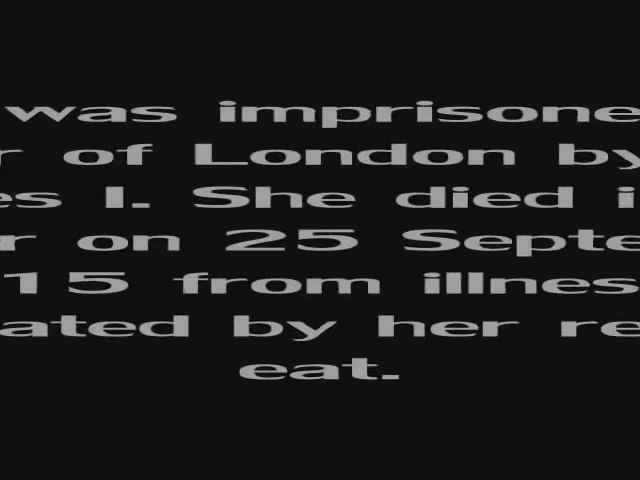 was imprisone
r of London by
es I. She died i
r on 25 Septe
15 from illnes
ated by her re
eat.